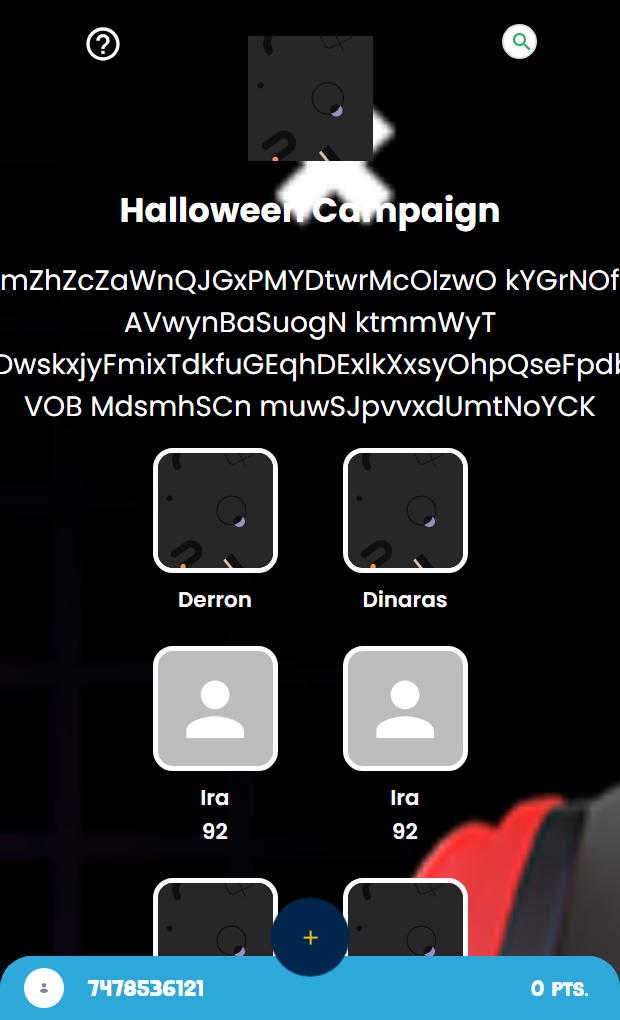 Halloween Campaign
mZhZcZaWnQJGxPMYDtwrMcOIzwO kYGrNOf
AVwynBaSuogN ktmmWyT
DwskxjyFmixTdkfuGEqhDExlkXxsyOhpQseFpdb
VOB MdsmhSCn muwSJpvvxdUmtNoYCK
Derron
Dinaras
Ira
92
Ira
92
7478536121
0 PTS.